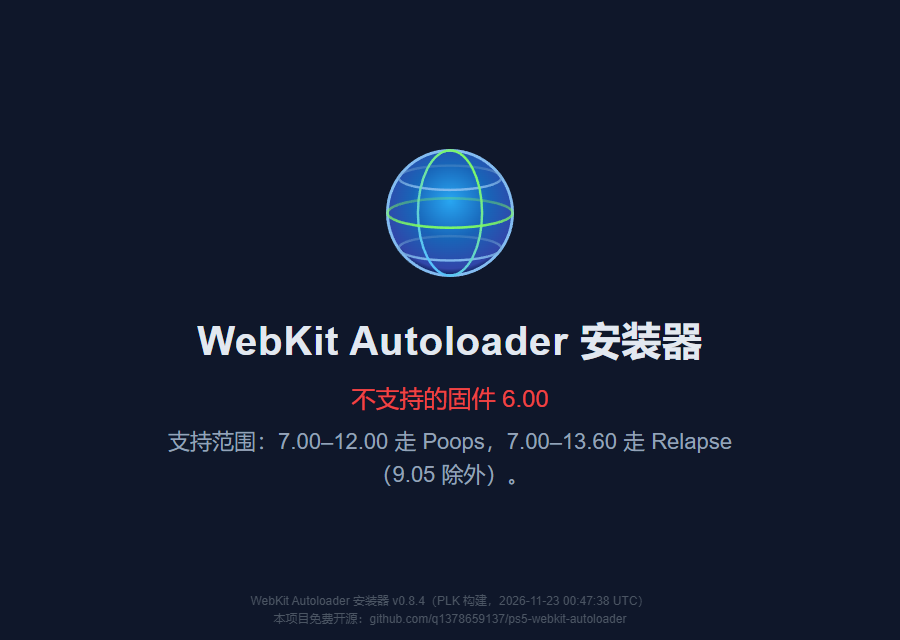 WebKit Autoloader 安装器
不支持的固件 6.00
支持范围：7.00–12.00 走 Poops，7.00–13.60 走 Relapse
（9.05 除外）。
WebKit Autoloader 安装器 v0.8.4（PLK 构建，2026-11-23 00:47:38 UTC）
本项目免费开源：github.com/q1378659137/ps5-webkit-autoloader